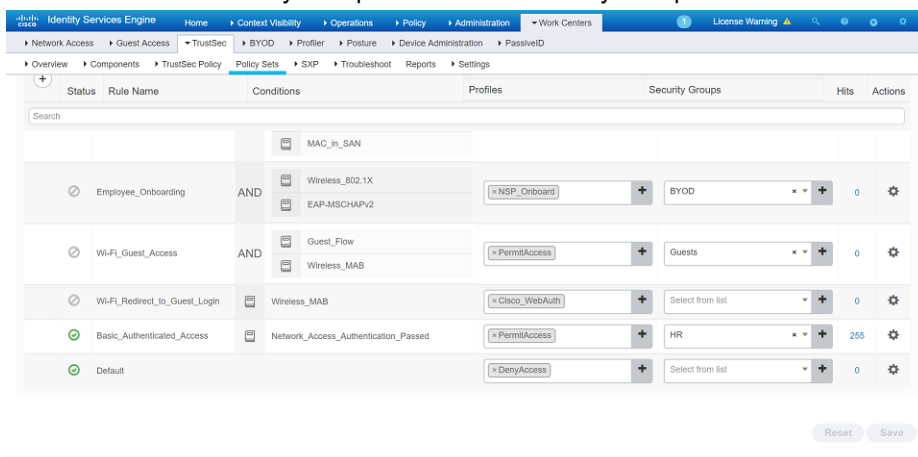 cisco Identity Services Engine Home Context Visibility Operations Policy Administration Work Centers 1 License Warning
Network Access Guest Access TrustSec BYOD Profiler Posture Device Administration PassiveID
Overview Components TrustSec Policy Policy Sets SXP Troubleshoot Reports Settings
+ Status Rule Name Conditions Profiles Security Groups Hits Actions
Search
MAC_in_SAN
Employee_Onboarding AND Wireless_802.1X EAP-MSCHAPv2 ×NSP_Onboard + BYOD × + 0
Wi-Fi_Guest_Access AND Guest_Flow Wireless_MAB ×PermitAccess + Guests × + 0
Wi-Fi_Redirect_to_Guest_Login Wireless_MAB ×Cisco_WebAuth + Select from list + 0
Basic_Authenticated_Access Network_Access_Authentication_Passed ×PermitAccess + HR × + 255
Default ×DenyAccess + Select from list + 0
Reset Save